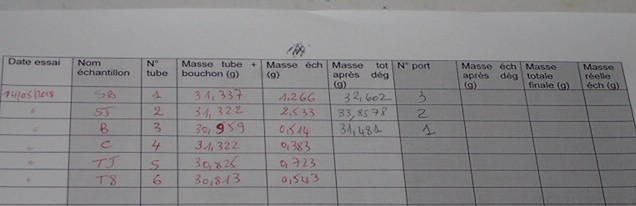 Date essai | Nom échantillon | N° tube | Masse tube + bouchon (g) | Masse éch (g) | Masse tot après dég (g) | N° port | Masse éch après dég (g) | Masse totale finale (g) | Masse réelle éch (g)
14/05/2018 | SB | 1 | 31,337 | 1,266 | 32,602 | 3
" | SJ | 2 | 31,322 | 2,533 | 33,8578 | 2
" | B | 3 | 30,959 | 0,514 | 31,481 | 1
" | C | 4 | 31,322 | 0,383
" | TJ | 5 | 30,825 | 0,723
" | T8 | 6 | 30,813 | 0,543